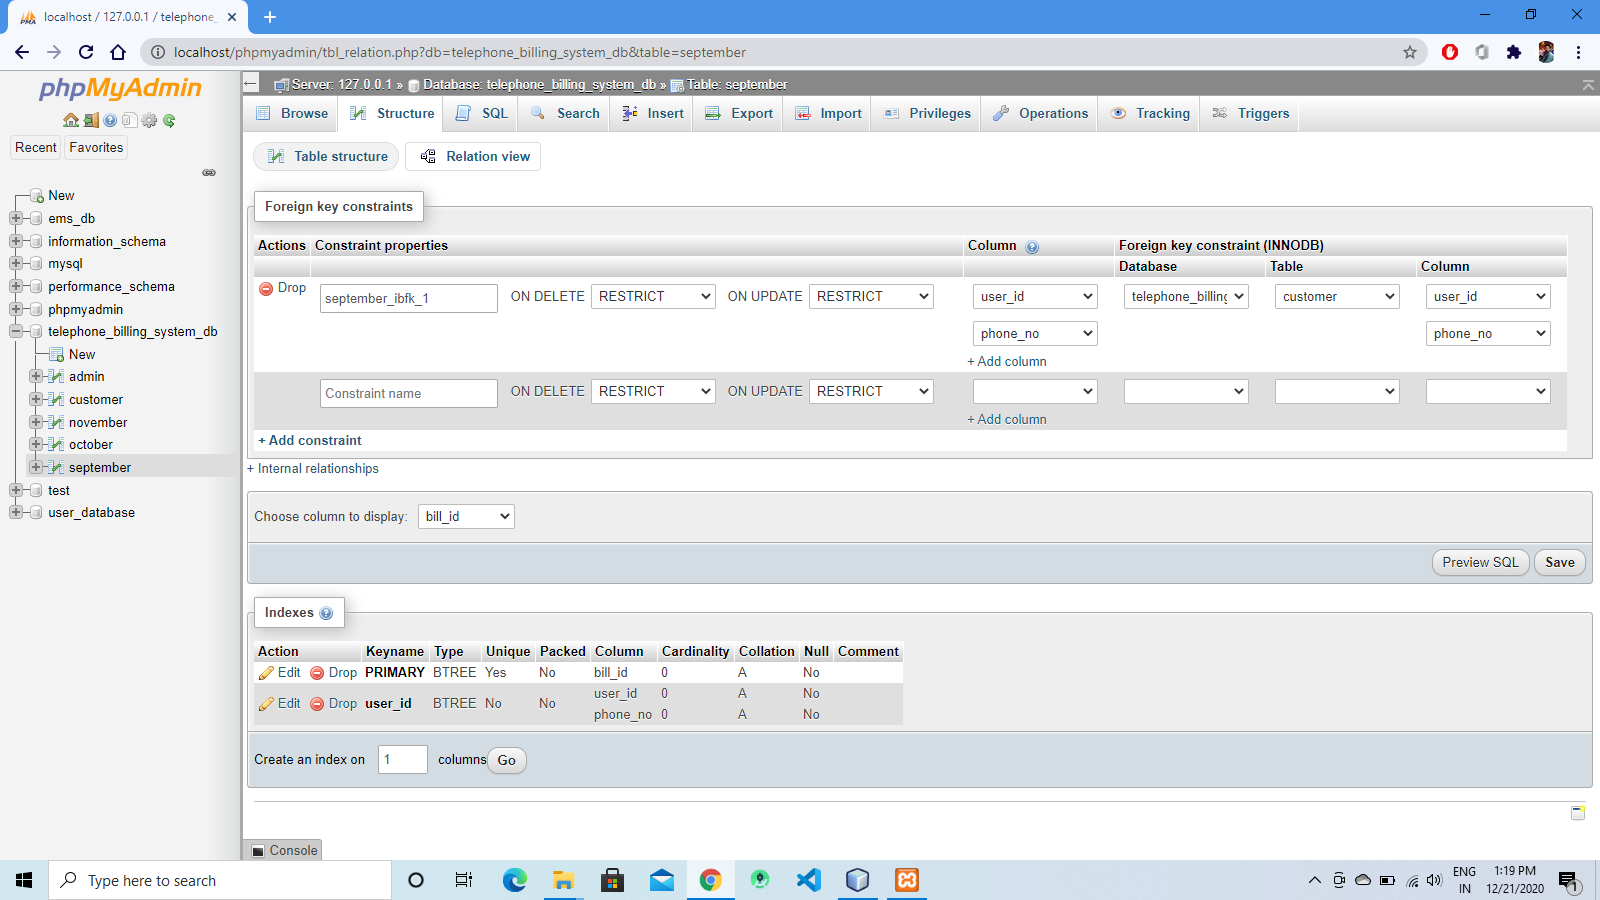 localhost / 127.0.0.1 / telephone_
localhost/phpmyadmin/tbl_relation.php?db=telephone_billing_system_db&table=september
phpMyAdmin
Recent Favorites
New
ems_db
information_schema
mysql
performance_schema
phpmyadmin
telephone_billing_system_db
New
admin
customer
november
october
september
test
user_database
Server: 127.0.0.1 » Database: telephone_billing_system_db » Table: september
Browse Structure SQL Search Insert Export Import Privileges Operations Tracking Triggers
Table structure Relation view
Foreign key constraints
Actions Constraint properties Column Foreign key constraint (INNODB)
Database Table Column
Drop september_ibfk_1 ON DELETE RESTRICT ON UPDATE RESTRICT user_id telephone_billing customer user_id
phone_no phone_no
+ Add column
Constraint name ON DELETE RESTRICT ON UPDATE RESTRICT
+ Add column
+ Add constraint
+ Internal relationships
Choose column to display: bill_id
Preview SQL Save
Indexes
Action Keyname Type Unique Packed Column Cardinality Collation Null Comment
Edit Drop PRIMARY BTREE Yes No bill_id 0 A No
Edit Drop user_id BTREE No No user_id 0 A No
phone_no 0 A No
Create an index on 1 columns Go
Console
Type here to search
ENG
IN
1:19 PM
12/21/2020
1